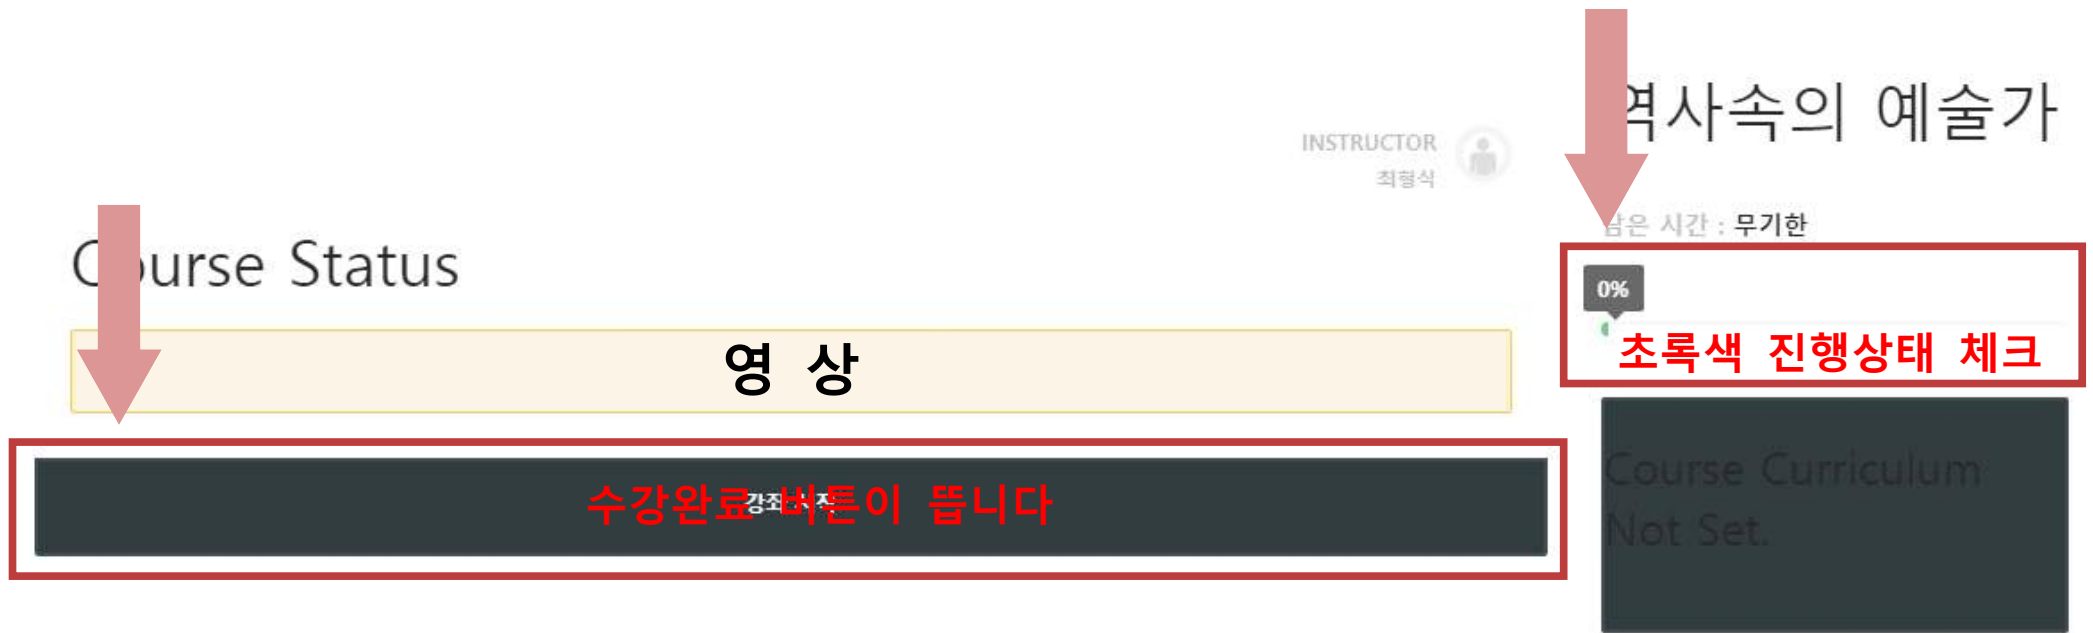 INSTRUCTOR
최형식
Course Status
영 상
수강완료 버튼이 뜹니다
역사속의 예술가
남은 시간 : 무기한
0%
초록색 진행상태 체크
Course Curriculum
Not Set.